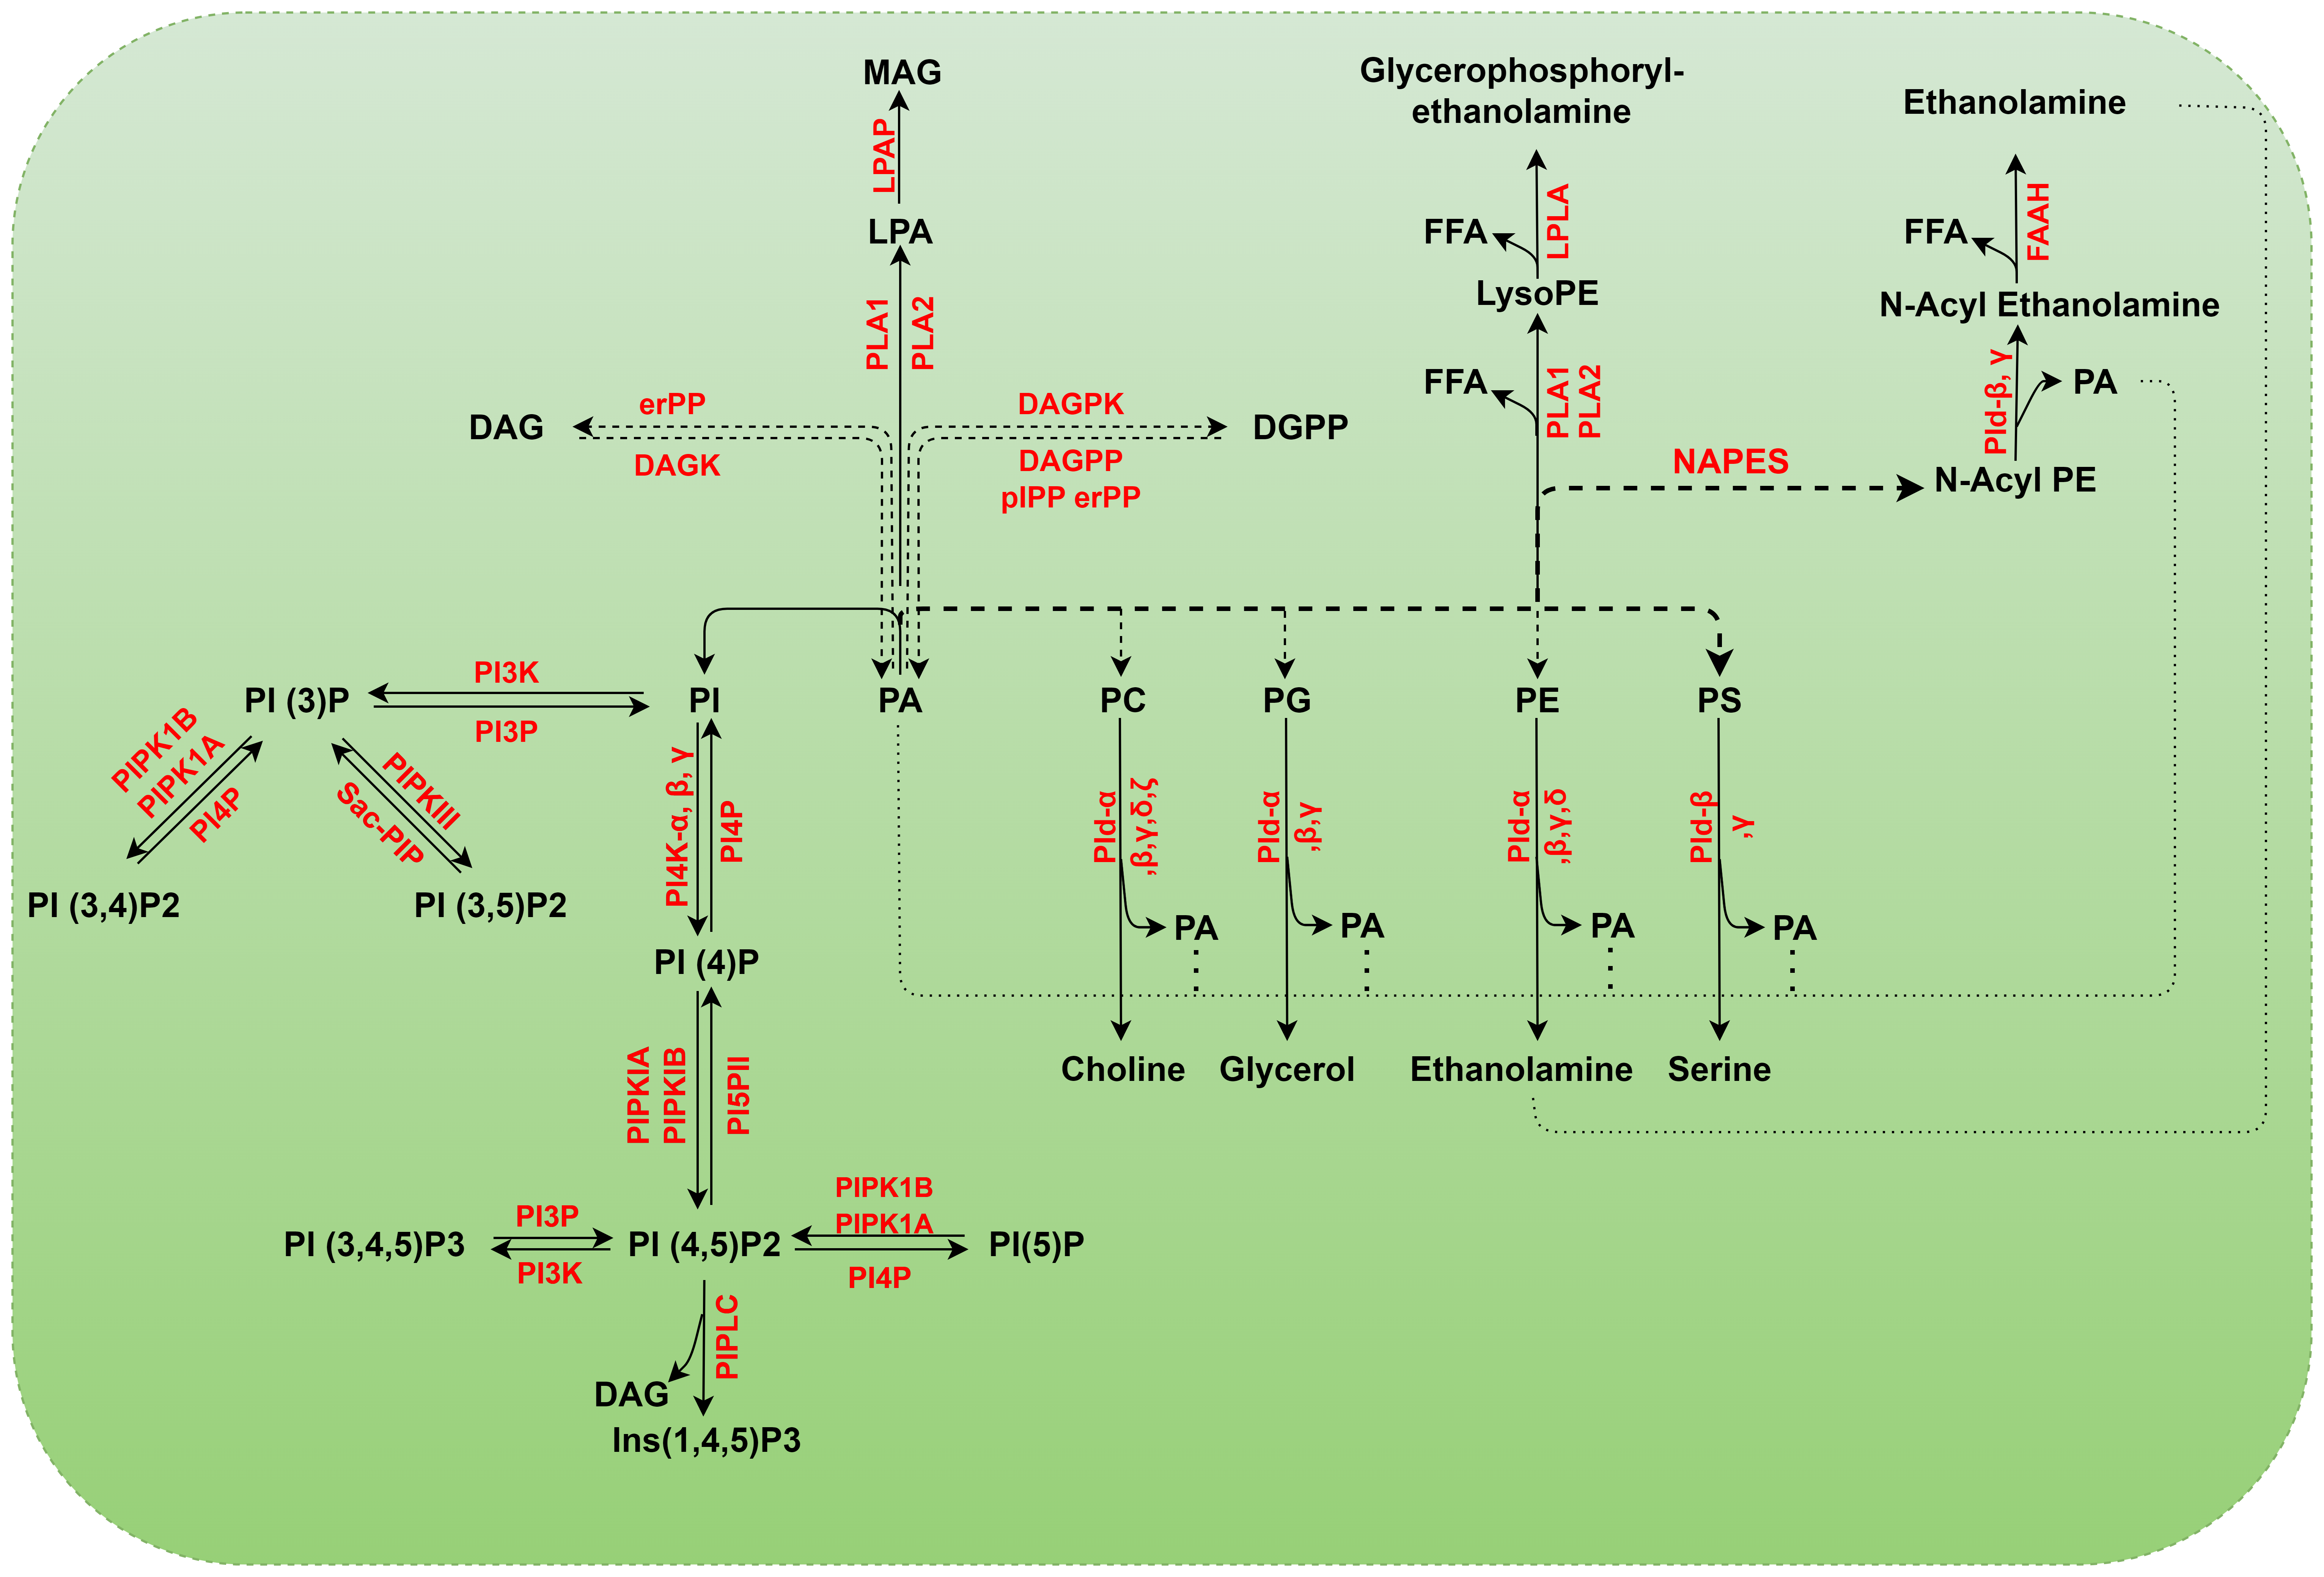 MAG
LPAP
LPA
PLA1
PLA2
erPP
DAG
DAGK
DAGPK
DGPP
DAGPP
plPP erPP
Glycerophosphoryl-
ethanolamine
LPLA
FFA
LysoPE
FFA
PLA1
PLA2
NAPES
Ethanolamine
FAAH
FFA
N-Acyl Ethanolamine
Pld-β, γ
PA
N-Acyl PE
PI (3)P
PI3K
PI3P
PI
PA
PC
PG
PE
PS
PIPK1B
PIPK1A
PI4P
PIPKIII
Sac-PIP
PI (3,4)P2
PI (3,5)P2
PI4K-α, β, γ
PI4P
PI (4)P
Pld-α
,β,γ,δ,ζ
PA
Pld-α
,β,γ
PA
Pld-α
,β,γ,δ
PA
Pld-β
,γ
PA
Choline
Glycerol
Ethanolamine
Serine
PIPKIA
PIPKIB
PI5PII
PI (3,4,5)P3
PI3P
PI3K
PI (4,5)P2
PIPK1B
PIPK1A
PI4P
PI(5)P
PIPLC
DAG
Ins(1,4,5)P3